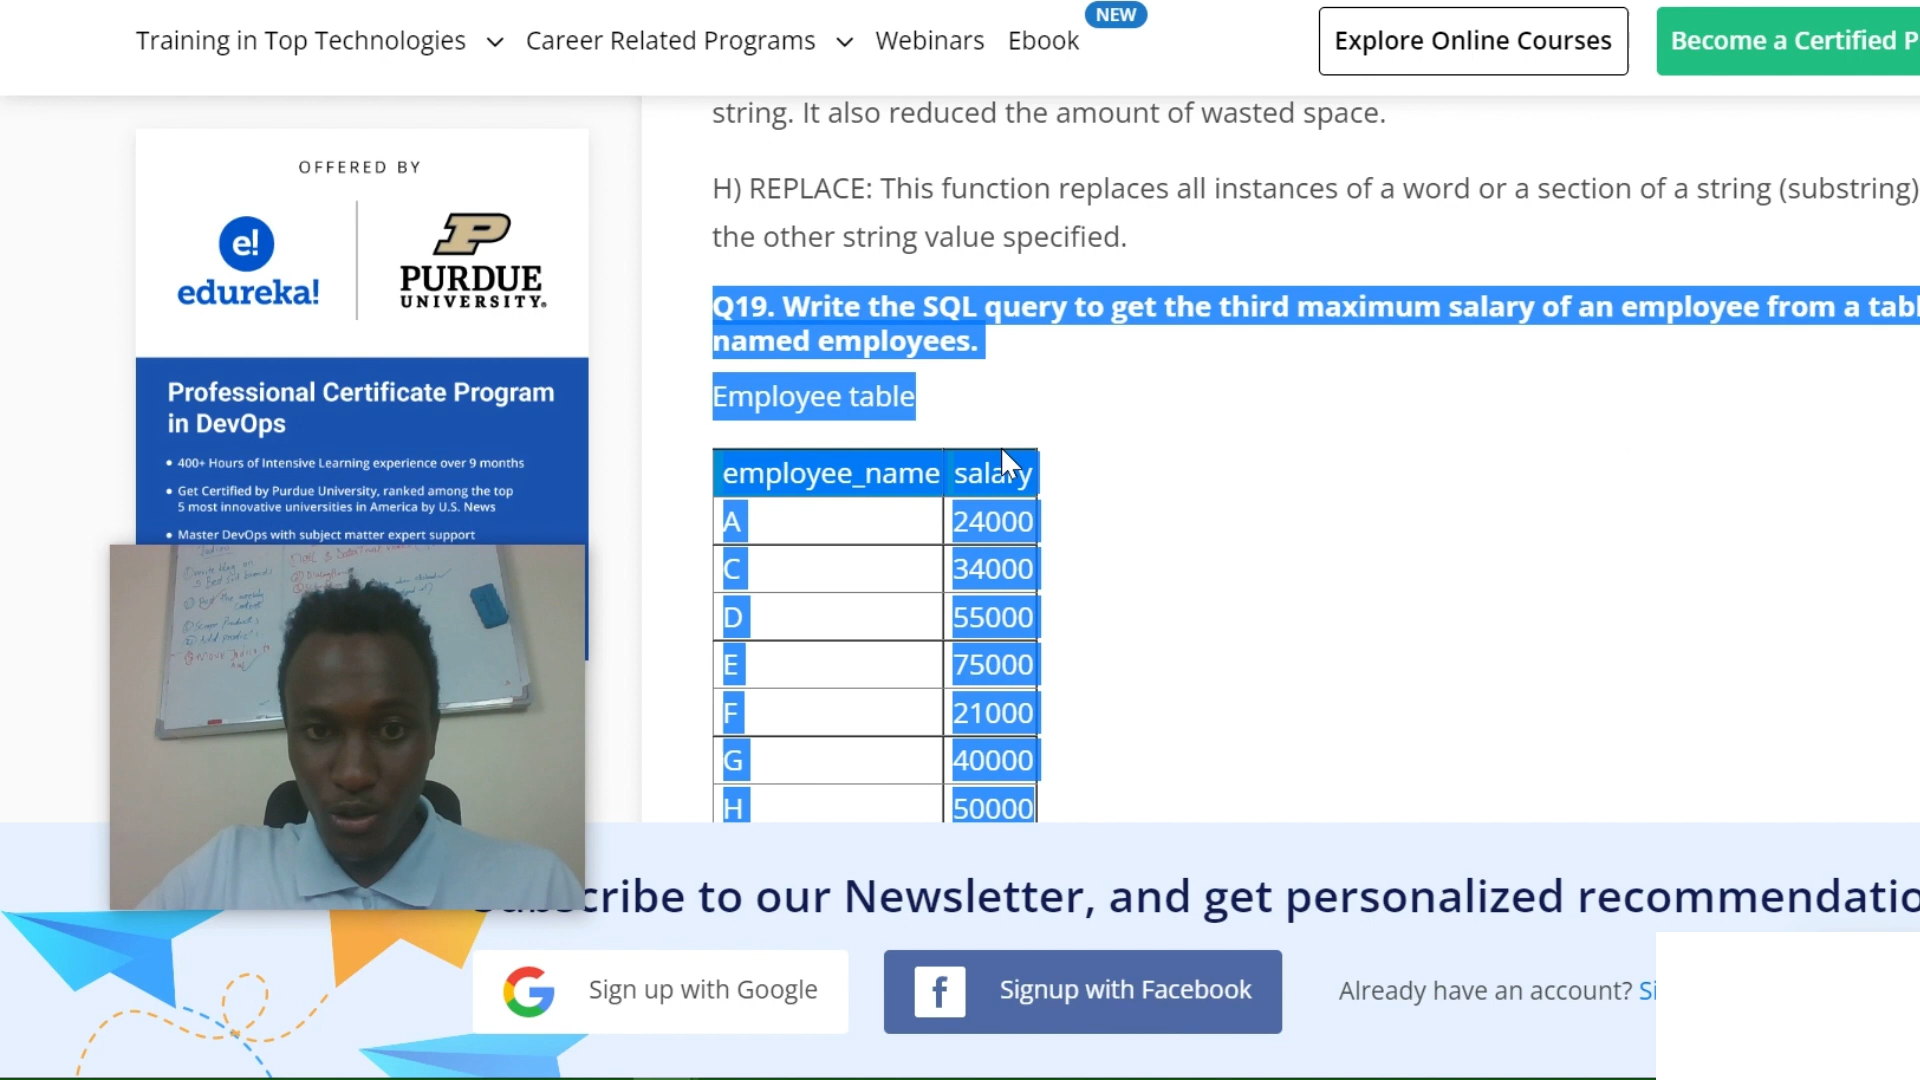 Training in Top Technologies
Career Related Programs
Webinars
Ebook
NEW
Explore Online Courses
Become a Certified P
OFFERED BY
e!
edureka!
PURDUE
UNIVERSITY.
Professional Certificate Program
in DevOps
400+ Hours of Intensive Learning experience over 9 months
Get Certified by Purdue University, ranked among the top
5 most innovative universities in America by U.S. News
Master DevOps with subject matter expert support
string. It also reduced the amount of wasted space.
H) REPLACE: This function replaces all instances of a word or a section of a string (substring)
the other string value specified.
Q19. Write the SQL query to get the third maximum salary of an employee from a tabl
named employees.
Employee table
employee_name salary
A 24000
C 34000
D 55000
E 75000
F 21000
G 40000
H 50000
cribe to our Newsletter, and get personalized recommendatio
Sign up with Google
Signup with Facebook
Already have an account? Si